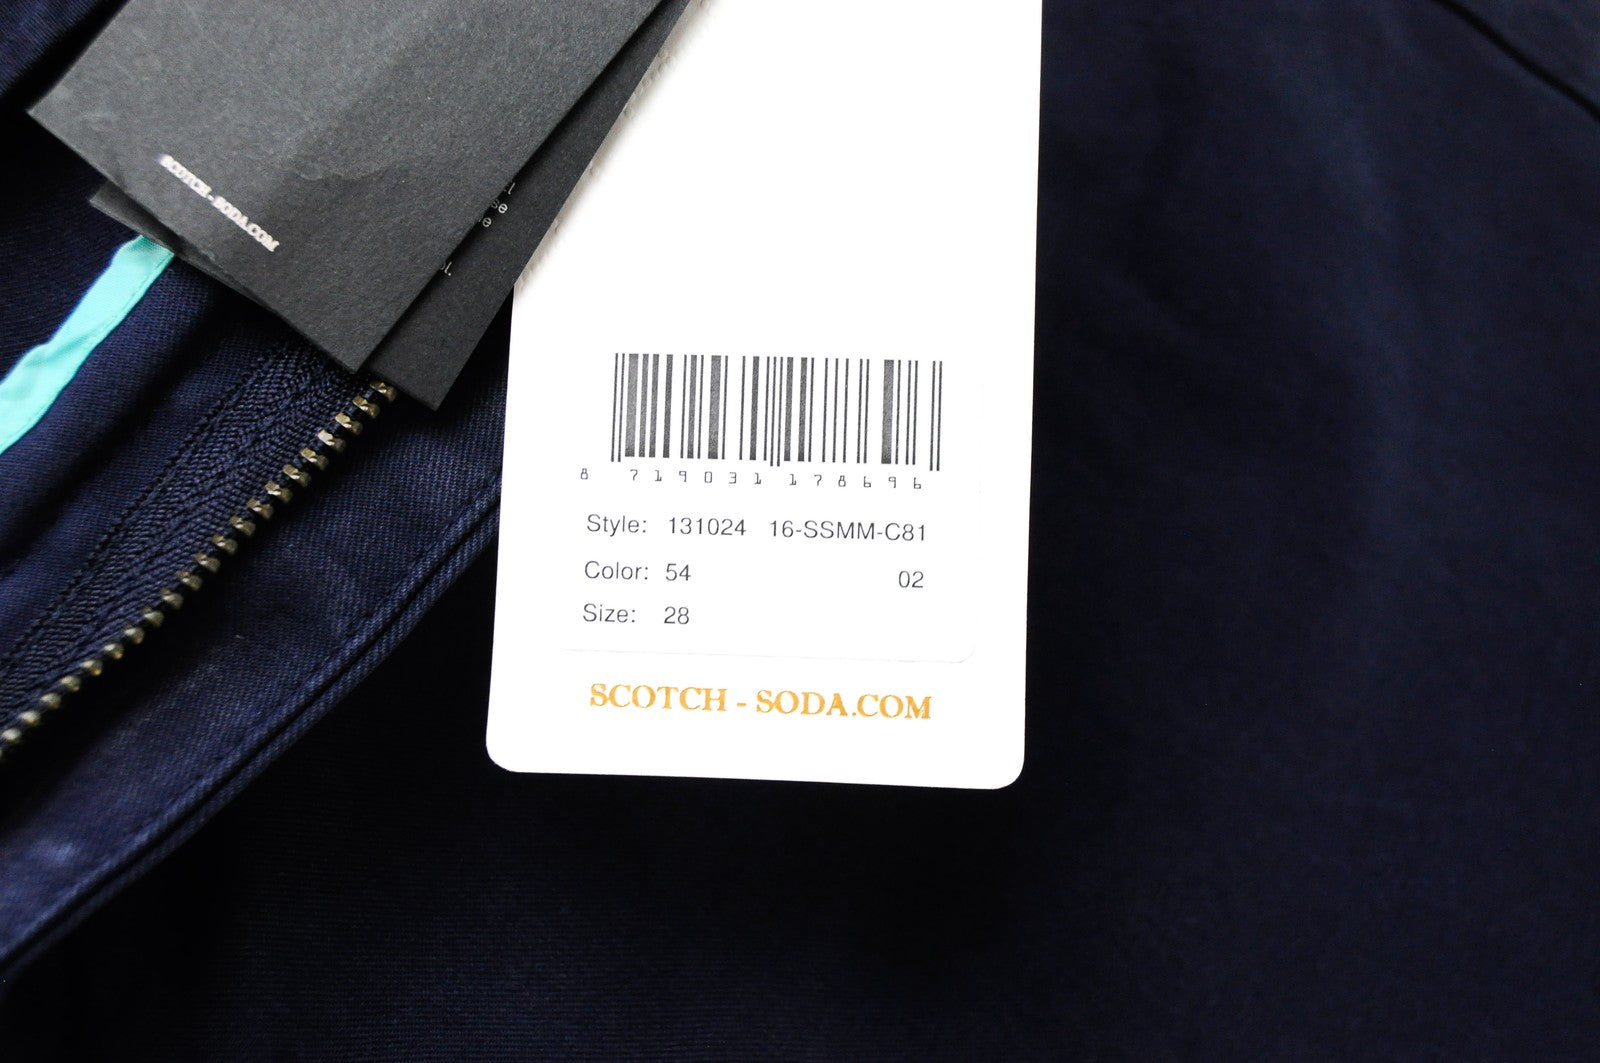 SCOTCH - SODA.COM
se
8 719031 178696
Style: 131024 16-SSMM-C81
Color: 54 02
Size: 28
SCOTCH - SODA.COM